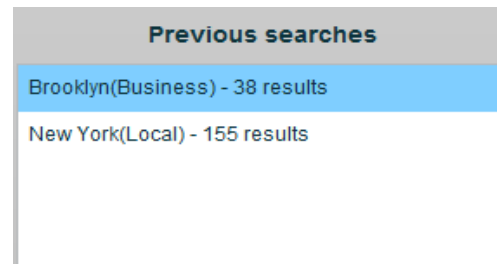 Previous searches
Brooklyn(Business) - 38 results
New York(Local) - 155 results